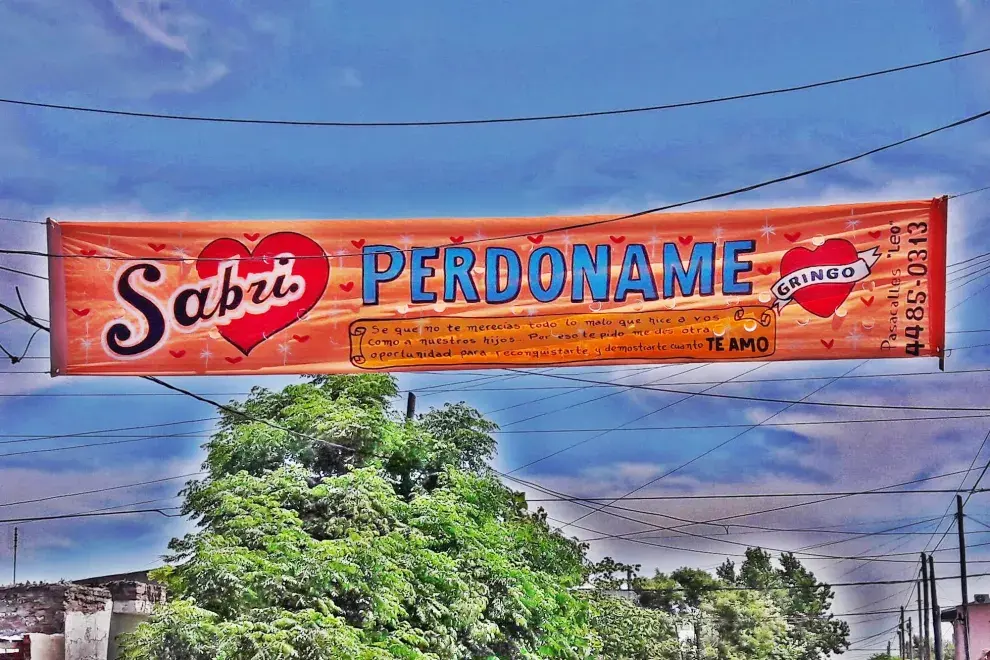 Sabri.
PERDONAME
Se que no te merecias todo lo malo que hice a vos
como a nuestros hijos. Por eso te pido me des otra
oportunidad para reconquistarte y demostrarte cuanto TE AMO
GRINGO
Pasacalles "Leo"
4485-0313